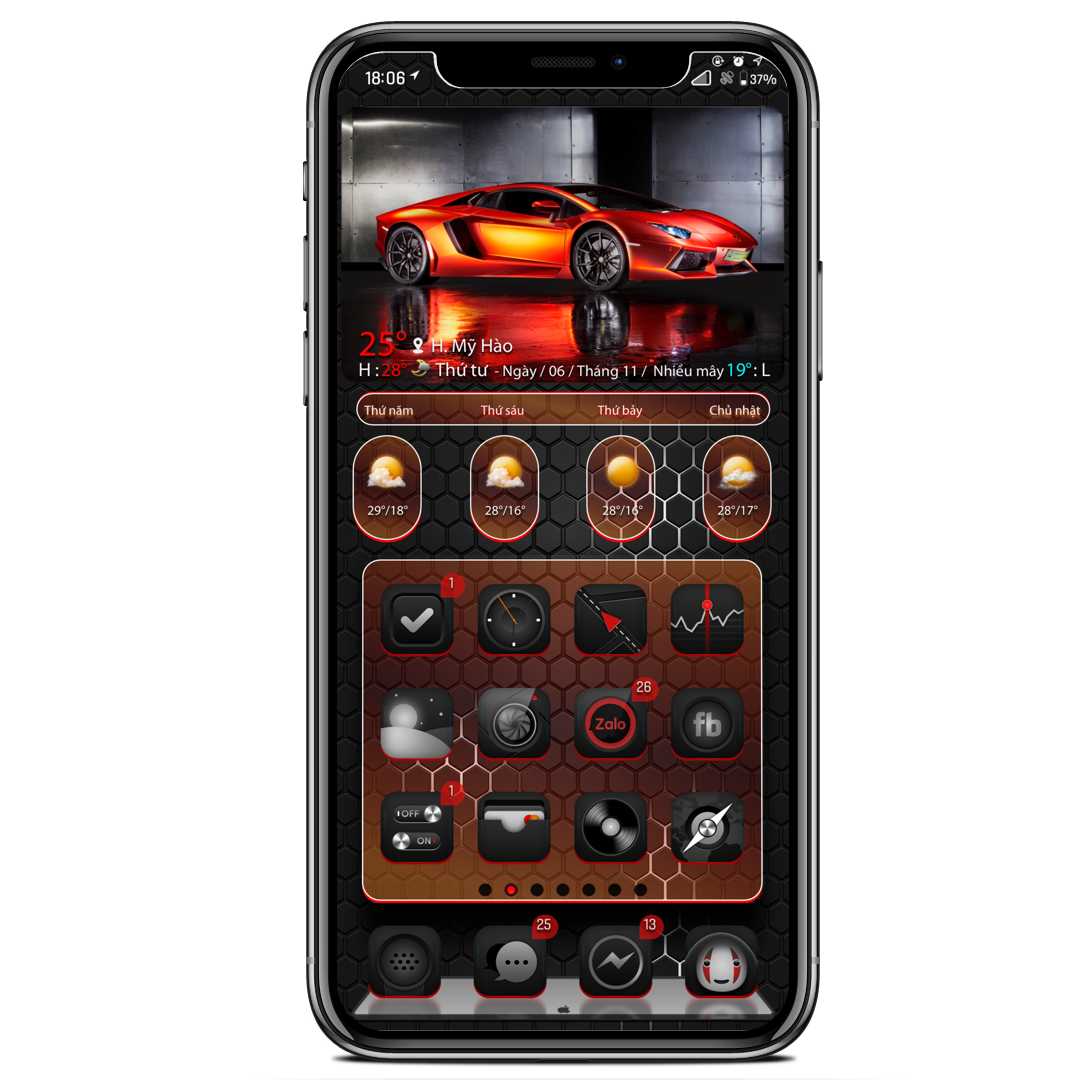 18:06
37%
25° H. Mỹ Hào
H : 28° Thứ tư - Ngày / 06 / Tháng 11 / Nhiều mây 19° : L
Thứ năm Thứ sáu Thứ bảy Chủ nhật
29°/18° 28°/16° 28°/16° 28°/17°
1
26
Zalo
fb
1
OFF
ON
25
13